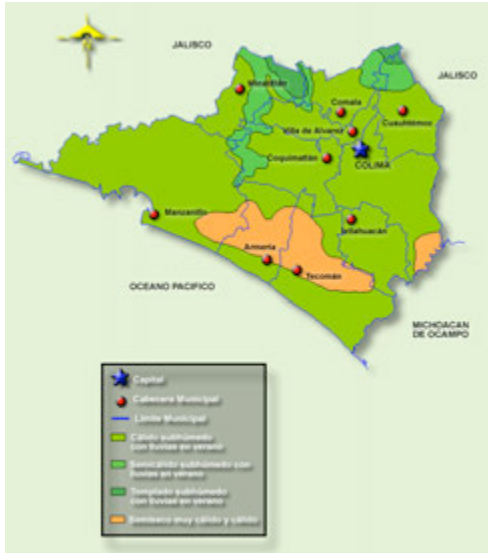 JALISCO
JALISCO
Minatitlán
Comala
Cuauhtémoc
Villa de Alvarez
COLIMA
Coquimatlán
Manzanillo
Ixtlahuacán
Armería
Tecomán
OCEANO PACIFICO
MICHOACAN
DE OCAMPO
Capital
Cabecera Municipal
Límite Municipal
Cálido subhúmedo
con lluvias en verano
Semicálido subhúmedo con
lluvias en verano
Templado subhúmedo
con lluvias en verano
Semiseco muy cálido y cálido